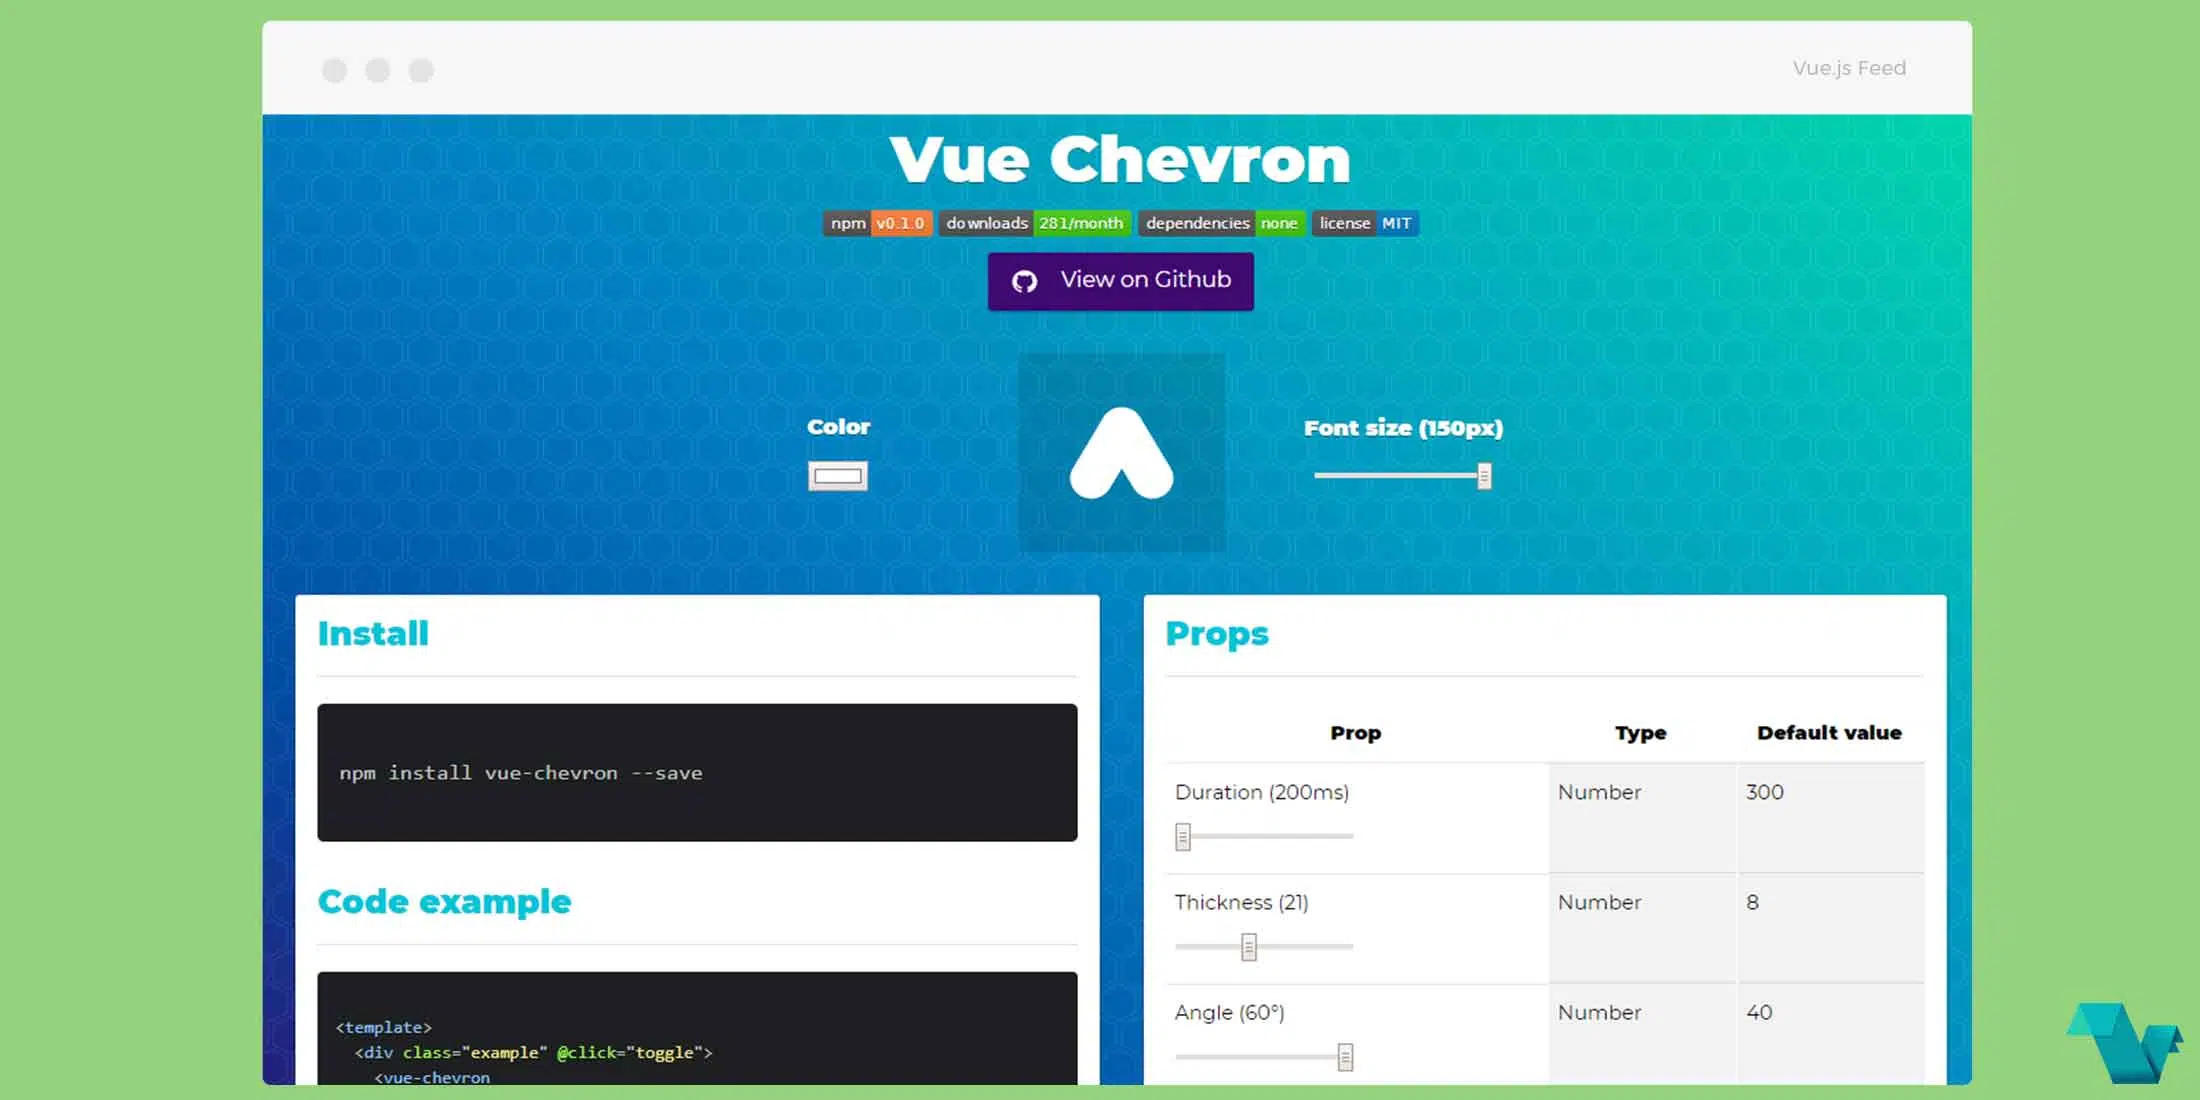 Vue.js Feed
Vue Chevron
npm v0.1.0 downloads 281/month dependencies none license MIT
View on Github
Color
Font size (150px)
Install
npm install vue-chevron --save
Code example
<template>
<div class="example" @click="toggle">
<vue-chevron
Props
Prop Type Default value
Duration (200ms) Number 300
Thickness (21) Number 8
Angle (60°) Number 40